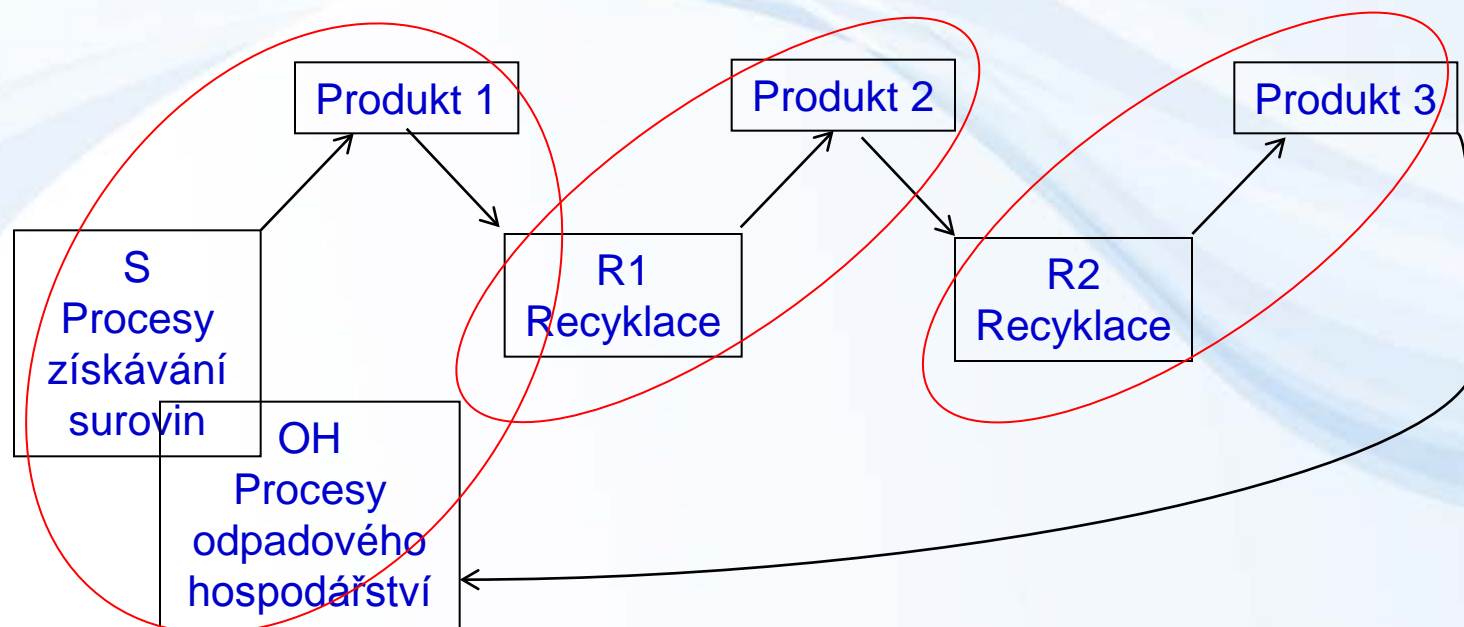 Produkt 1
Produkt 2
Produkt 3
S
Procesy
získávání
surovin
R1
Recyklace
R2
Recyklace
OH
Procesy
odpadového
hospodářství